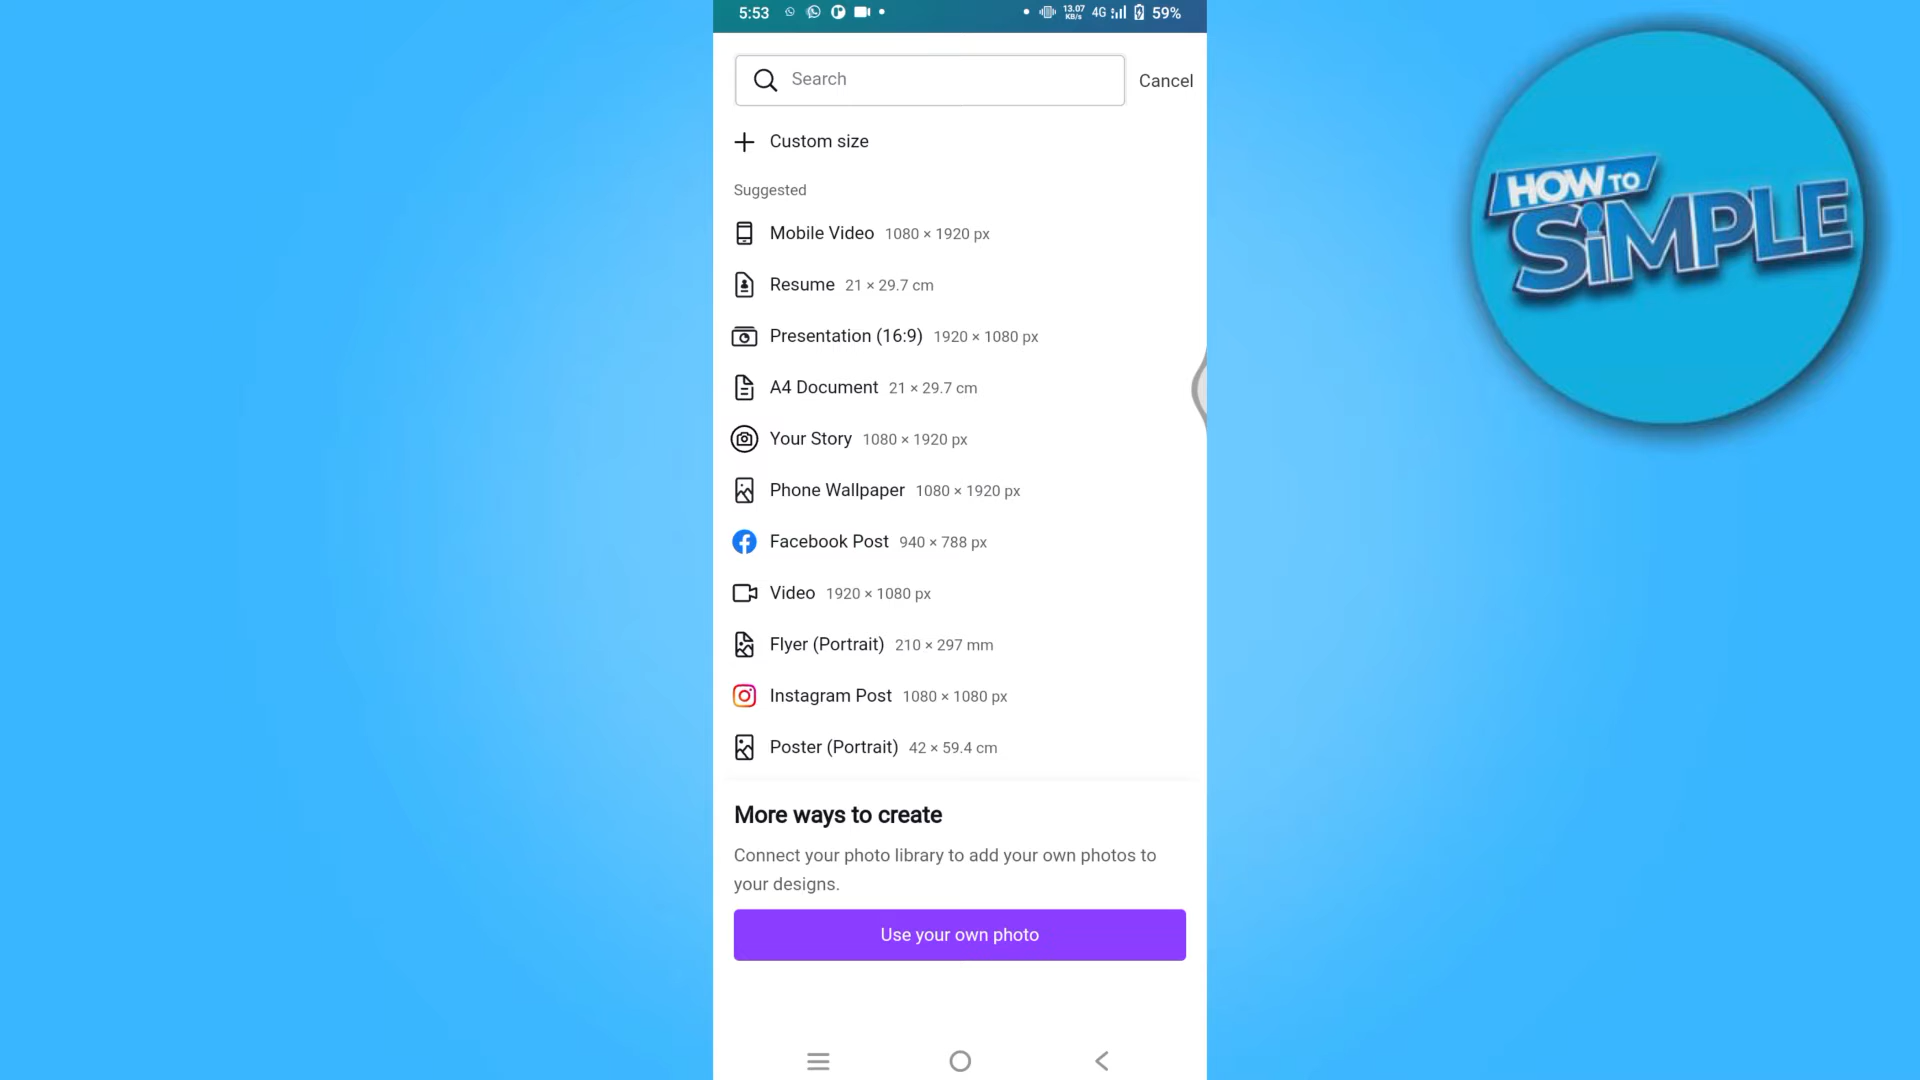 5:53 13.07 KB/s 4G 59%
Search Cancel
Custom size
Suggested
Mobile Video 1080 × 1920 px
Resume 21 × 29.7 cm
Presentation (16:9) 1920 × 1080 px
A4 Document 21 × 29.7 cm
Your Story 1080 × 1920 px
Phone Wallpaper 1080 × 1920 px
Facebook Post 940 × 788 px
Video 1920 × 1080 px
Flyer (Portrait) 210 × 297 mm
Instagram Post 1080 × 1080 px
Poster (Portrait) 42 × 59.4 cm
More ways to create
Connect your photo library to add your own photos to
your designs.
Use your own photo
HOW TO
SiMPLE